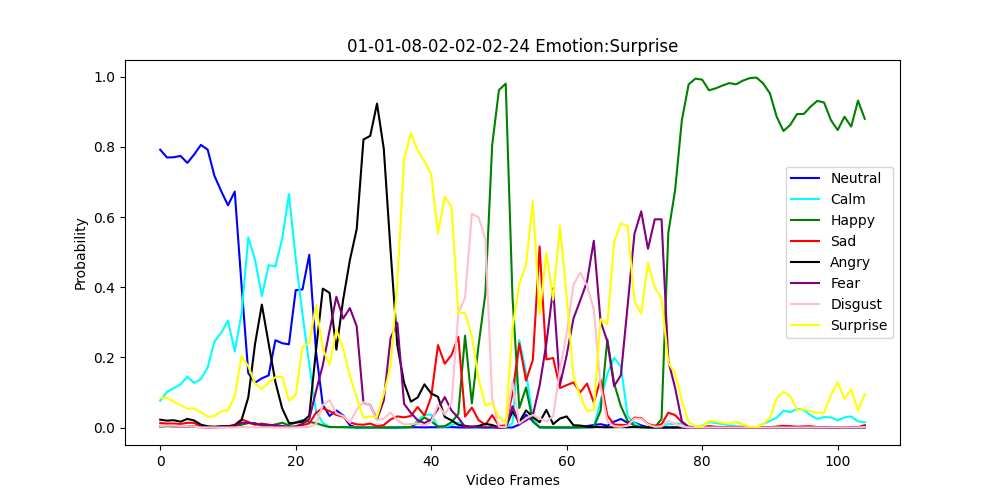 01-01-08-02-02-02-24 Emotion:Surprise
Probability
1.0
0.8
0.6
0.4
0.2
0.0
0 20 40 60 80 100
Video Frames
Neutral
Calm
Happy
Sad
Angry
Fear
Disgust
Surprise